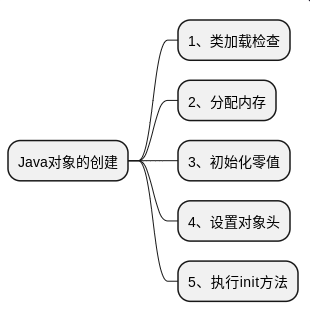 1、类加载检查
2、分配内存
Java对象的创建
3、初始化零值
4、设置对象头
5、执行init方法